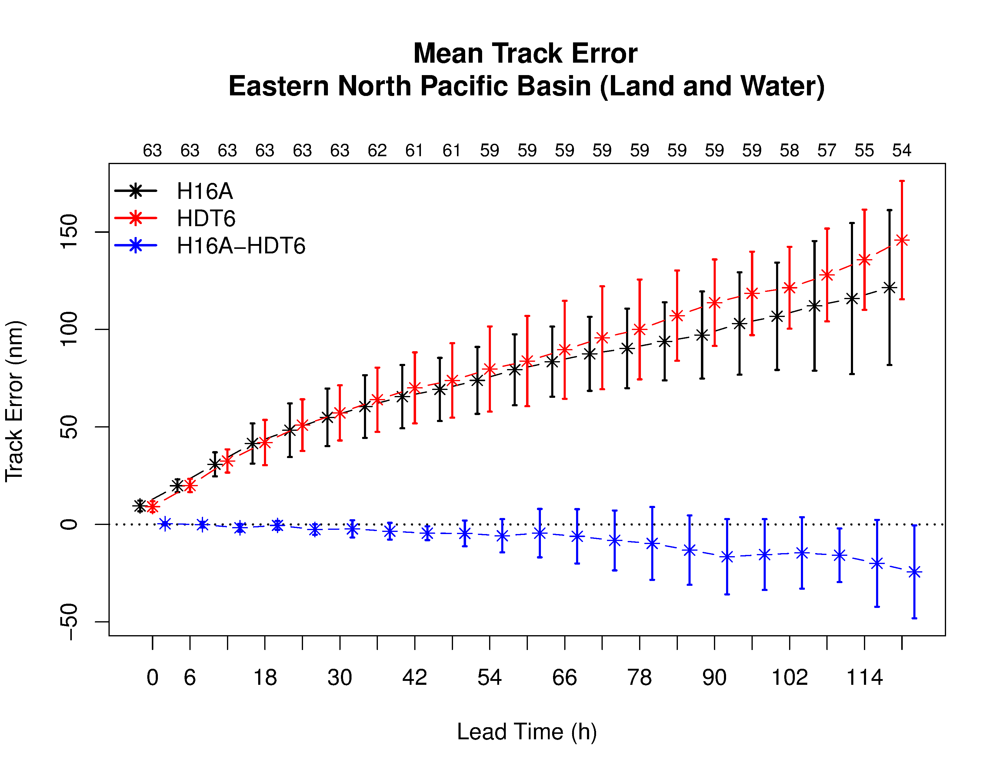 Mean Track Error
Eastern North Pacific Basin (Land and Water)
63 63 63 63 63 63 62 61 61 59 59 59 59 59 59 59 59 58 57 55 54
H16A
HDT6
H16A−HDT6
Track Error (nm)
150
100
50
0
−50
0 6 18 30 42 54 66 78 90 102 114
Lead Time (h)